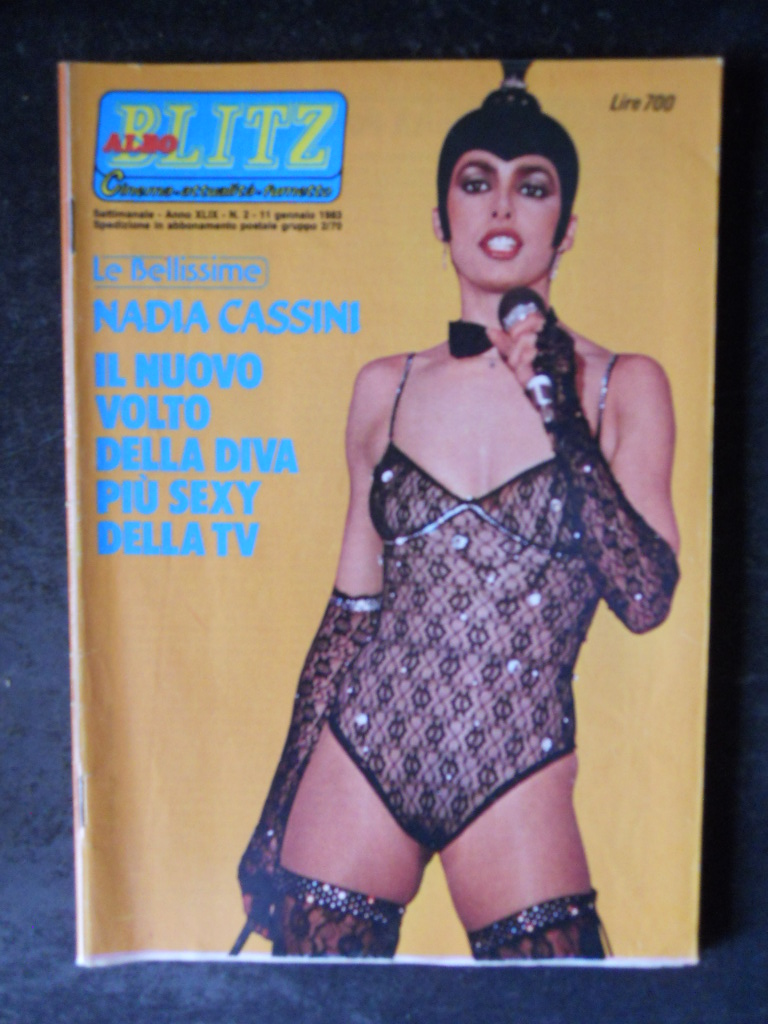 Lire 700
ALBO BLITZ
Cinema-attualità-fumetto
Settimanale - Anno XLIX - N. 2 - 11 gennaio 1983
Spedizione in abbonamento postale gruppo 2/70
Le Bellissime
NADIA CASSINI
IL NUOVO
VOLTO
DELLA DIVA
PIÙ SEXY
DELLA TV